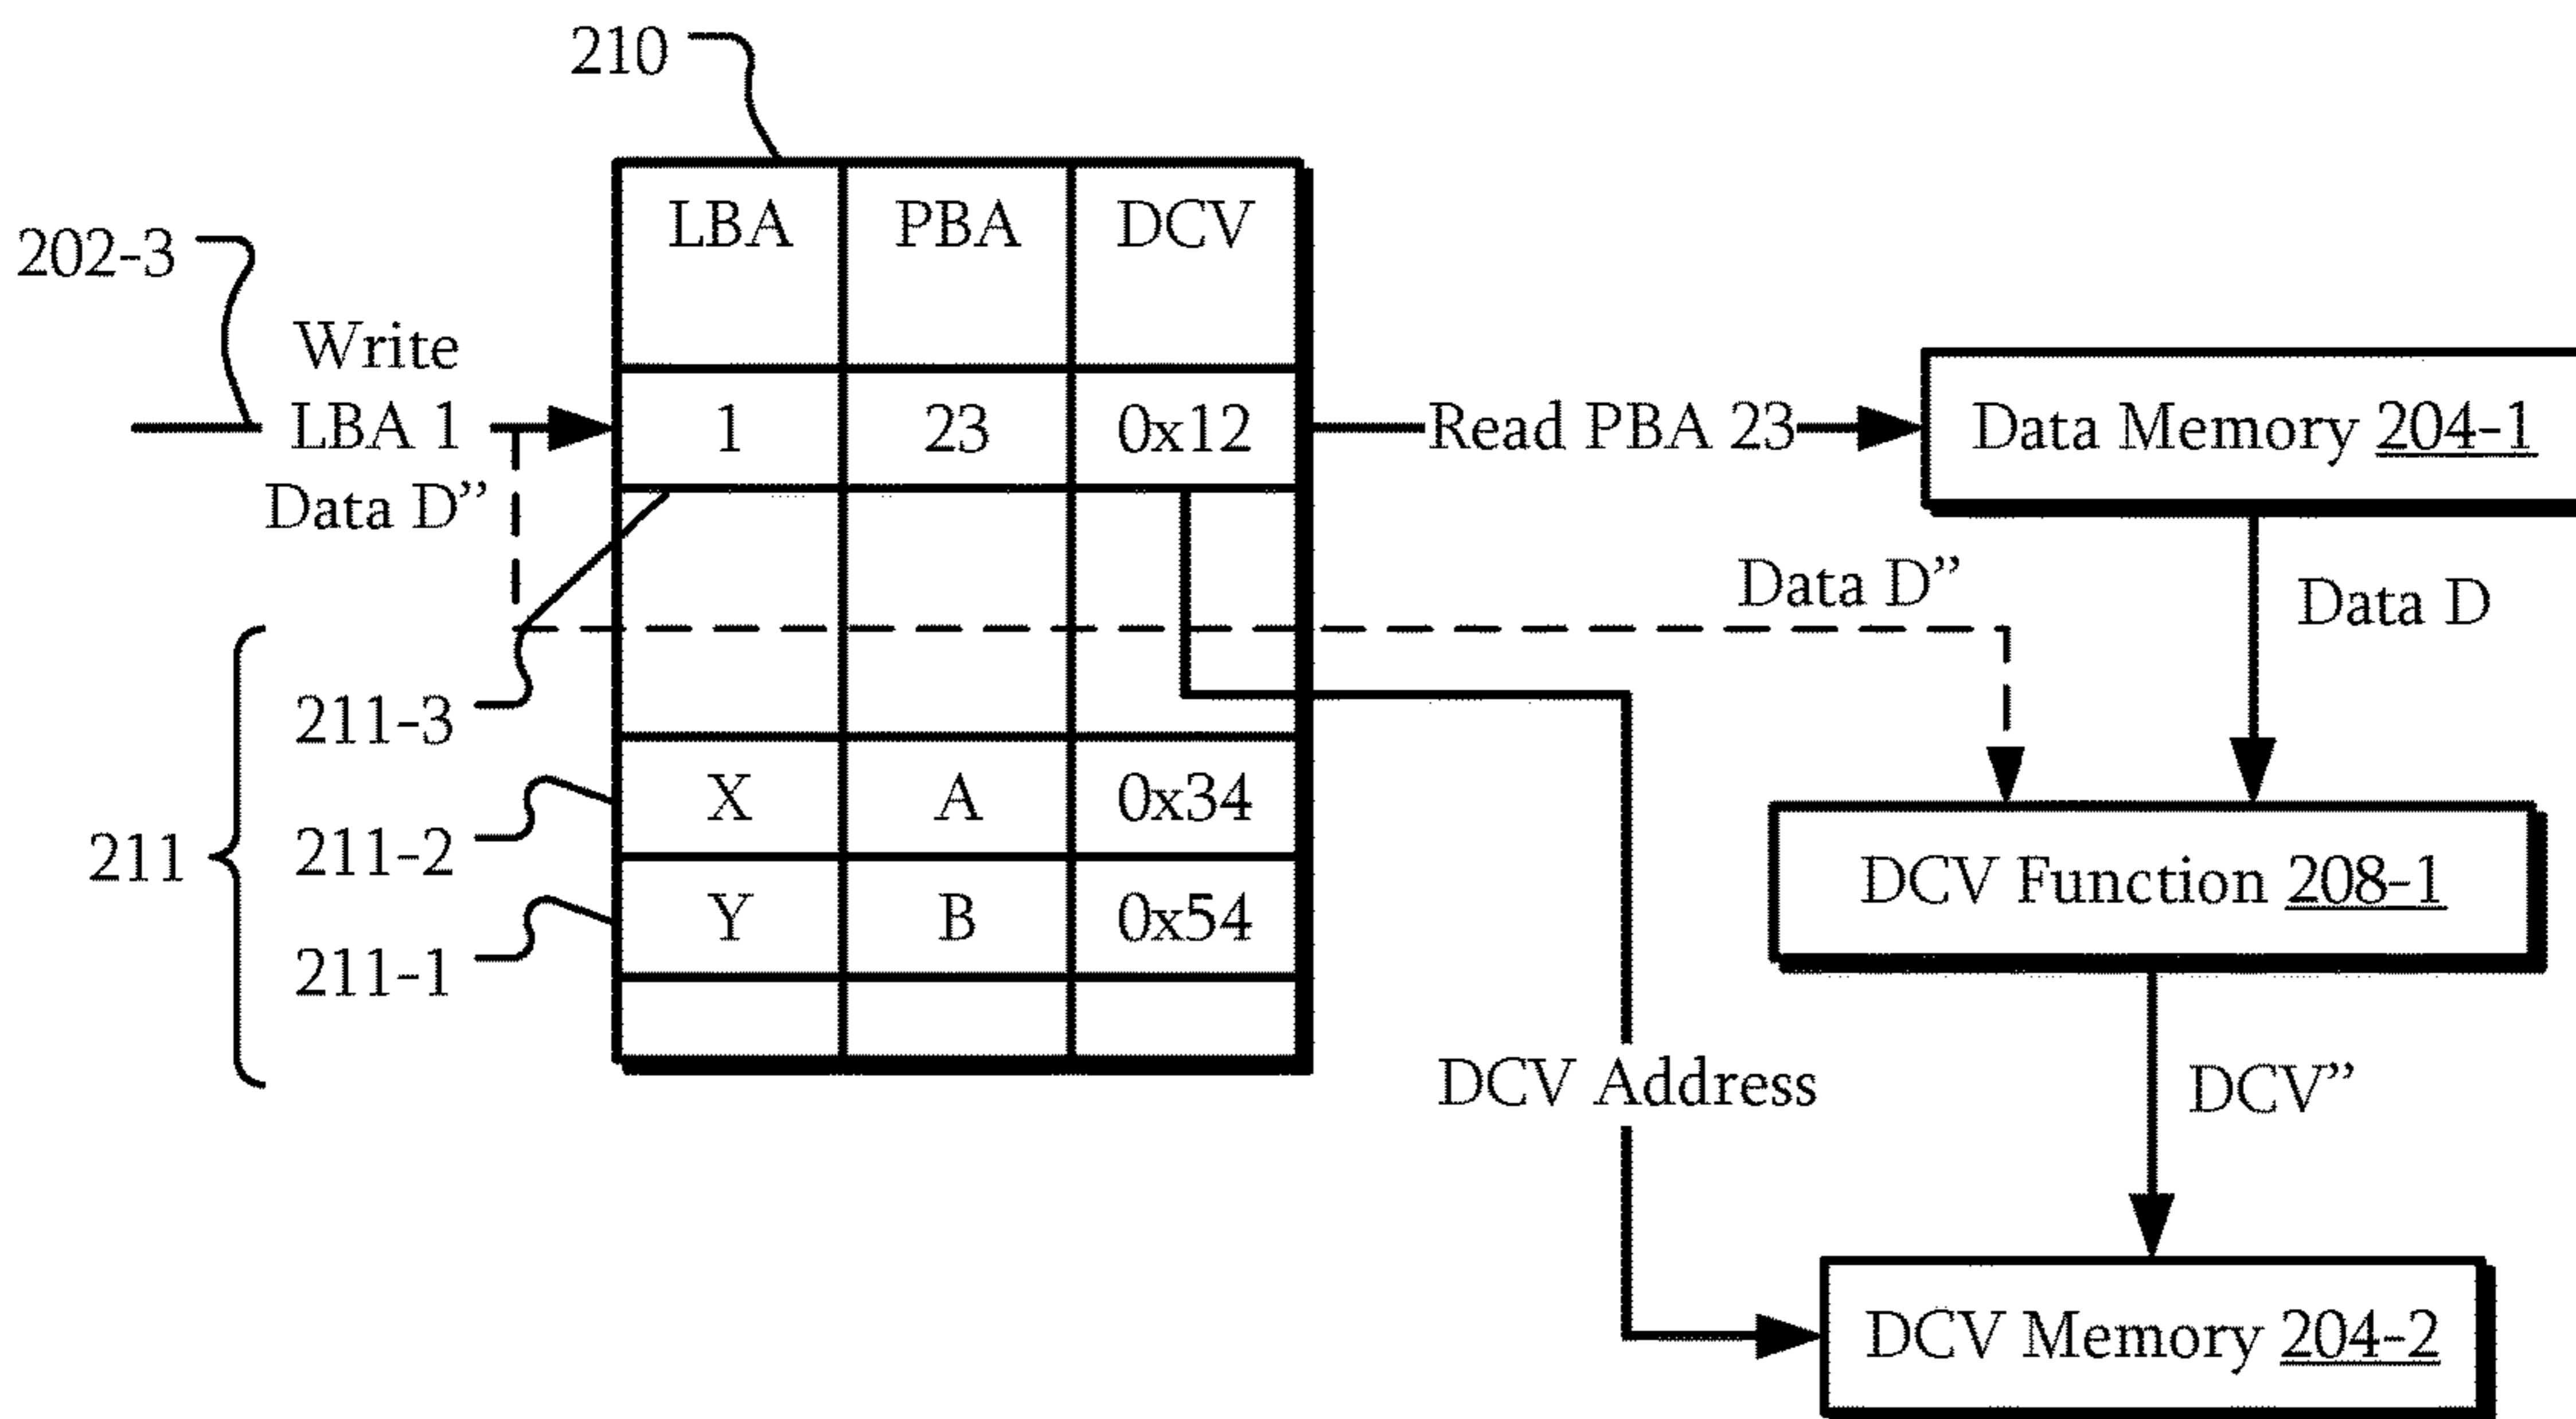 210
LBA PBA DCV
202-3
Write
LBA 1
Data D”
1 23 0x12
Read PBA 23
Data Memory 204-1
Data D”
Data D
211
211-3
211-2
211-1
X A 0x34
Y B 0x54
DCV Function 208-1
DCV Address
DCV”
DCV Memory 204-2